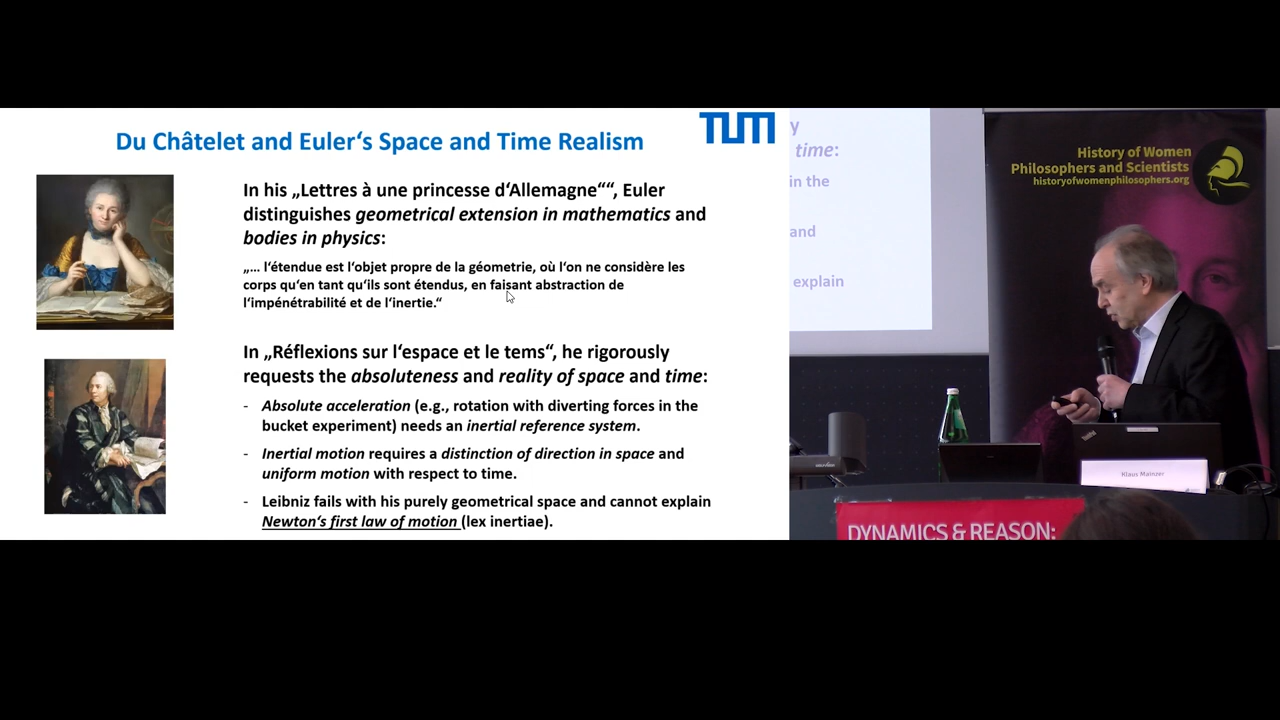 Du Châtelet and Euler‘s Space and Time Realism
TUM
In his „Lettres à une princesse d‘Allemagne““, Euler
distinguishes geometrical extension in mathematics and
bodies in physics:
„… l‘étendue est l‘objet propre de la géometrie, où l‘on ne considère les
corps qu‘en tant qu‘ils sont étendus, en faisant abstraction de
l‘impénétrabilité et de l‘inertie.“
In „Réflexions sur l‘espace et le tems“, he rigorously
requests the absoluteness and reality of space and time:
- Absolute acceleration (e.g., rotation with diverting forces in the
bucket experiment) needs an inertial reference system.
- Inertial motion requires a distinction of direction in space and
uniform motion with respect to time.
- Leibniz fails with his purely geometrical space and cannot explain
Newton‘s first law of motion (lex inertiae).
y
time:
in the
and
explain
History of Women
Philosophers and Scientists
historyofwomenphilosophers.org
Klaus Mainzer
DYNAMICS & REASON: